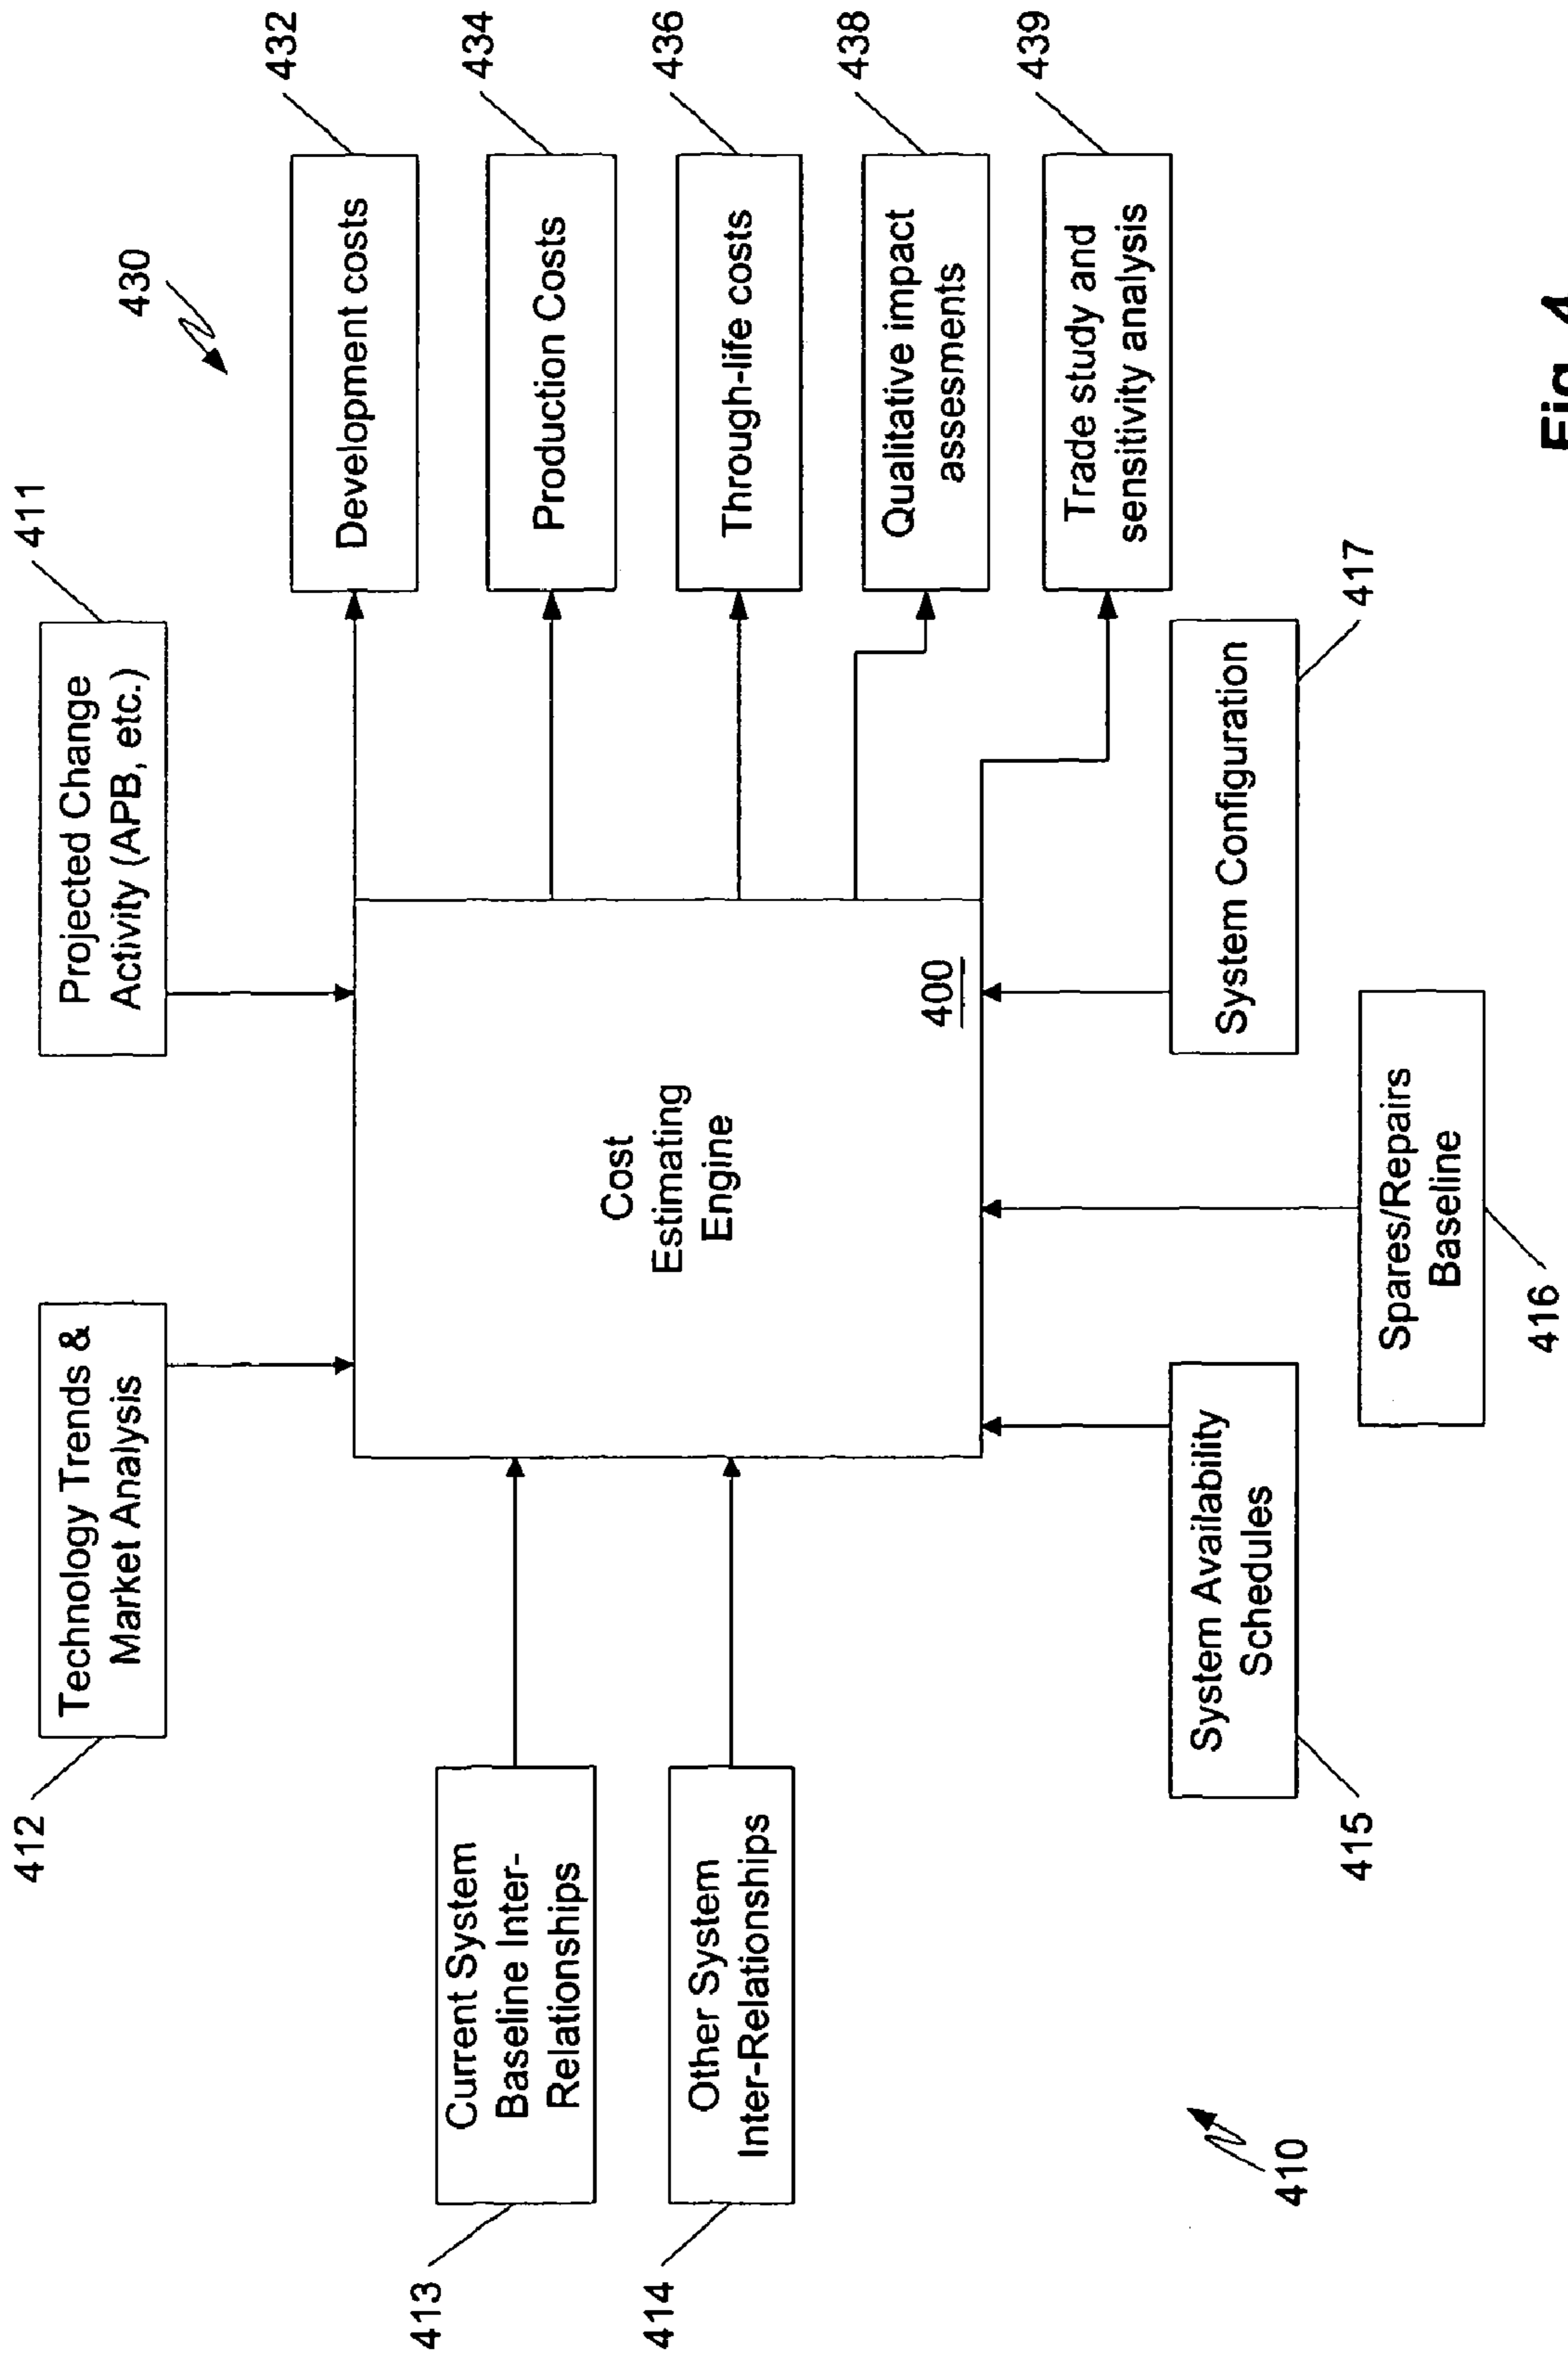 411
Projected Change
Activity (APB, etc.)
412
Technology Trends &
Market Analysis
430
413
Current System
Baseline Inter-
Relationships
414
Other System
Inter-Relationships
Cost
Estimating
Engine
400
432
Development costs
434
Production Costs
436
Through-life costs
438
Qualitative impact
assesments
439
Trade study and
sensitivity analysis
410
415
System Availability
Schedules
416
Spares/Repairs
Baseline
417
System Configuration
Fig. 4